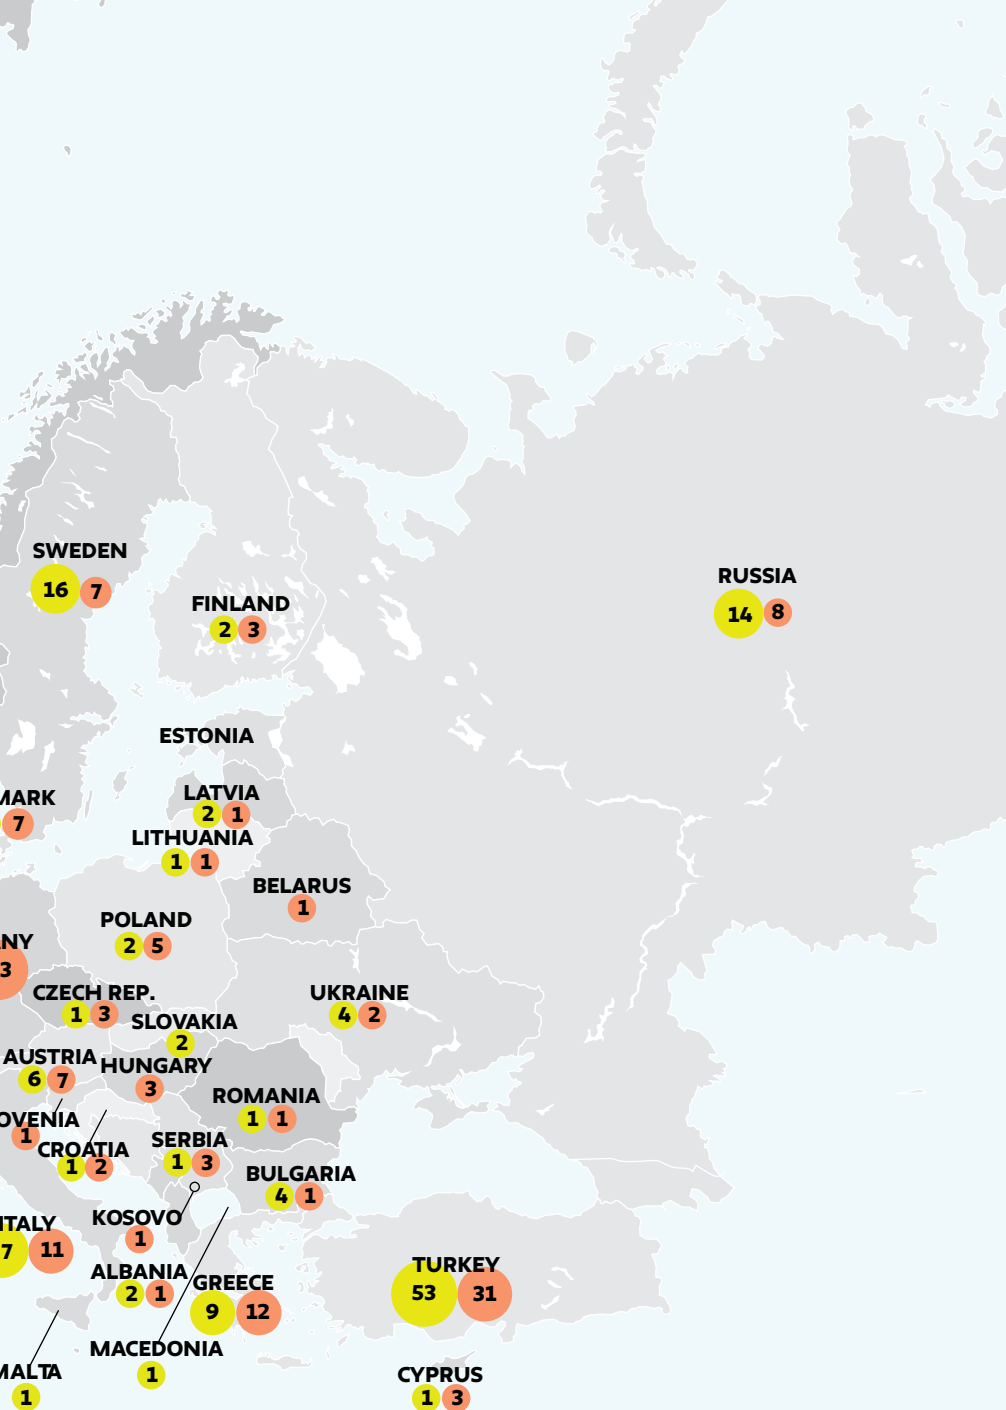 SWEDEN
16 7
RUSSIA
14 8
FINLAND
2 3
ESTONIA
LATVIA
2 1
MARK
7
LITHUANIA
1 1
BELARUS
1
POLAND
2 5
NY
3
CZECH REP.
1 3
UKRAINE
4 2
SLOVAKIA
2
AUSTRIA
6 7
HUNGARY
3
ROMANIA
1 1
OVENIA
1
CROATIA
1 2
SERBIA
1 3
BULGARIA
4 1
KOSOVO
1
ITALY
7 11
ALBANIA
2 1
GREECE
9 12
TURKEY
53 31
MACEDONIA
1
MALTA
1
CYPRUS
1 3